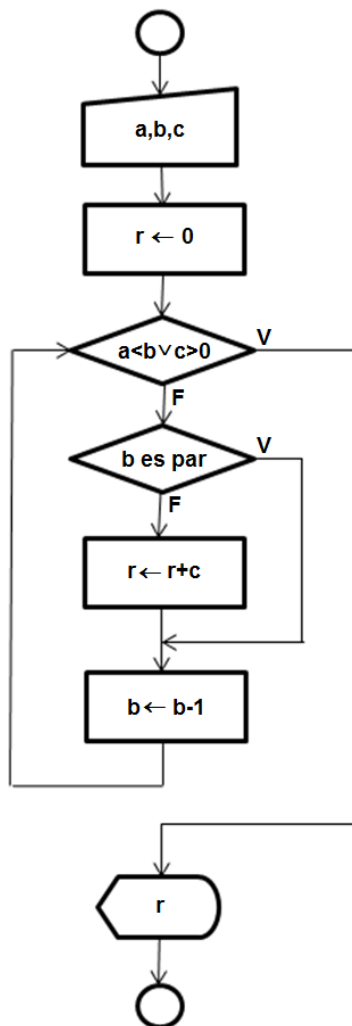 a,b,c
r ← 0
a<b∨c>0
V
F
b es par
V
F
r ← r+c
b ← b-1
r